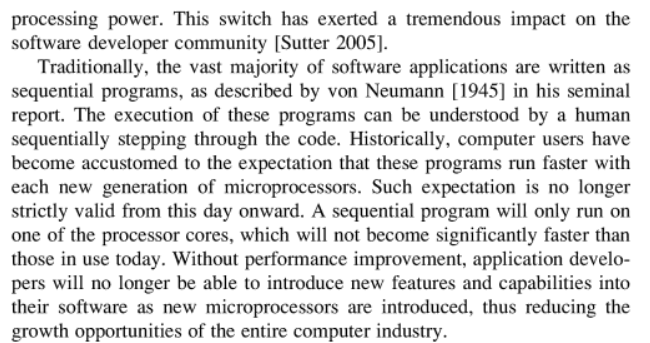 processing power. This switch has exerted a tremendous impact on the
software developer community [Sutter 2005].
Traditionally, the vast majority of software applications are written as
sequential programs, as described by von Neumann [1945] in his seminal
report. The execution of these programs can be understood by a human
sequentially stepping through the code. Historically, computer users have
become accustomed to the expectation that these programs run faster with
each new generation of microprocessors. Such expectation is no longer
strictly valid from this day onward. A sequential program will only run on
one of the processor cores, which will not become significantly faster than
those in use today. Without performance improvement, application develo-
pers will no longer be able to introduce new features and capabilities into
their software as new microprocessors are introduced, thus reducing the
growth opportunities of the entire computer industry.